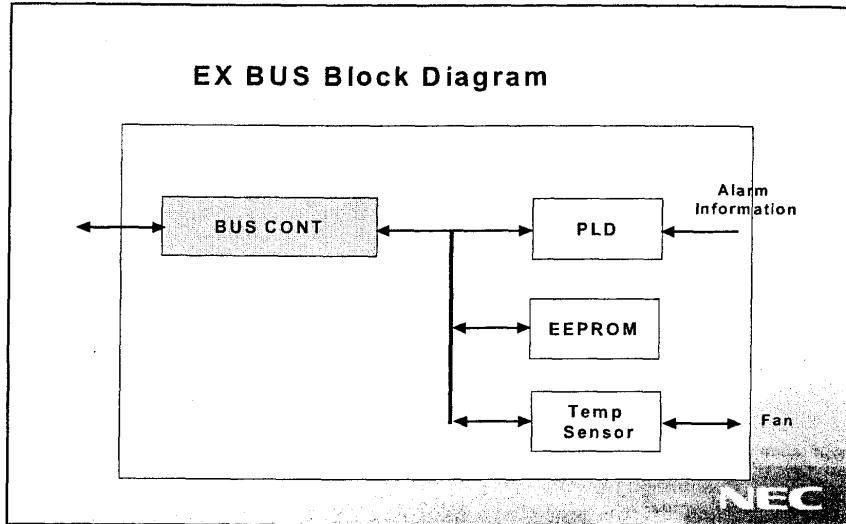 EX BUS Block Diagram
BUS CONT
PLD
Alarm
Information
EEPROM
Temp
Sensor
Fan
NEC